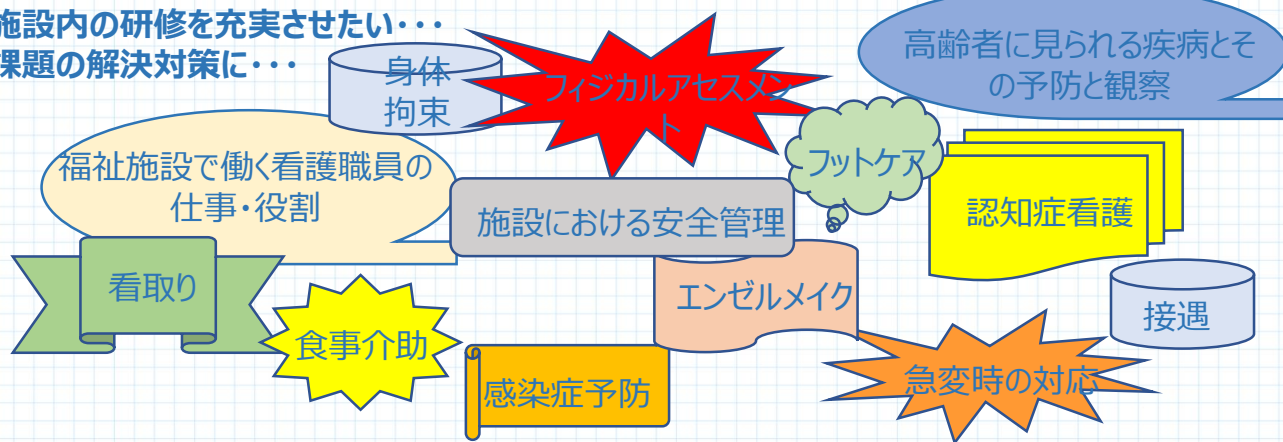 施設内の研修を充実させたい・・・
課題の解決対策に・・・
身体
拘束
フィジカルアセスメン
ト
高齢者に見られる疾病とそ
の予防と観察
福祉施設で働く看護職員の
仕事・役割
フットケア
施設における安全管理
認知症看護
看取り
エンゼルメイク
接遇
食事介助
感染症予防
急変時の対応